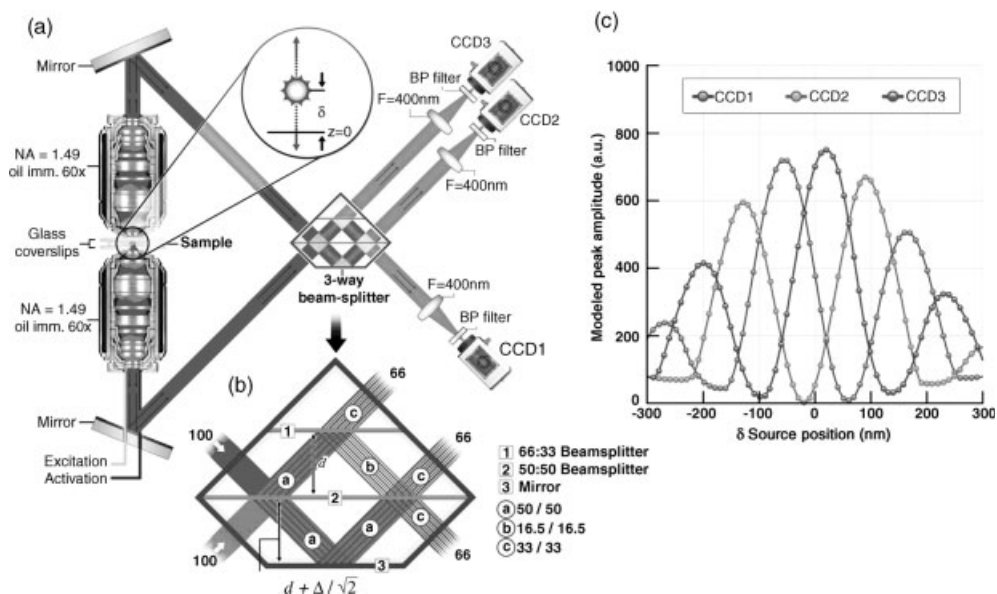 (a)
Mirror
NA = 1.49
oil imm. 60x
Glass
coverslips
Sample
NA = 1.49
oil imm. 60x
Mirror
Excitation
Activation
δ
z=0
CCD3
BP filter
F=400nm
CCD2
BP filter
F=400nm
3-way
beam-splitter
F=400nm
BP filter
CCD1
(b)
100
100
66
66
66
1
2
3
a
a
a
b
c
c
c
d
d + Δ / √2
1 66:33 Beamsplitter
2 50:50 Beamsplitter
3 Mirror
a 50 / 50
b 16.5 / 16.5
c 33 / 33
(c)
CCD1 CCD2 CCD3
Modeled peak amplitude (a.u.)
1000
800
600
400
200
0
-300 -200 -100 0 100 200 300
δ Source position (nm)